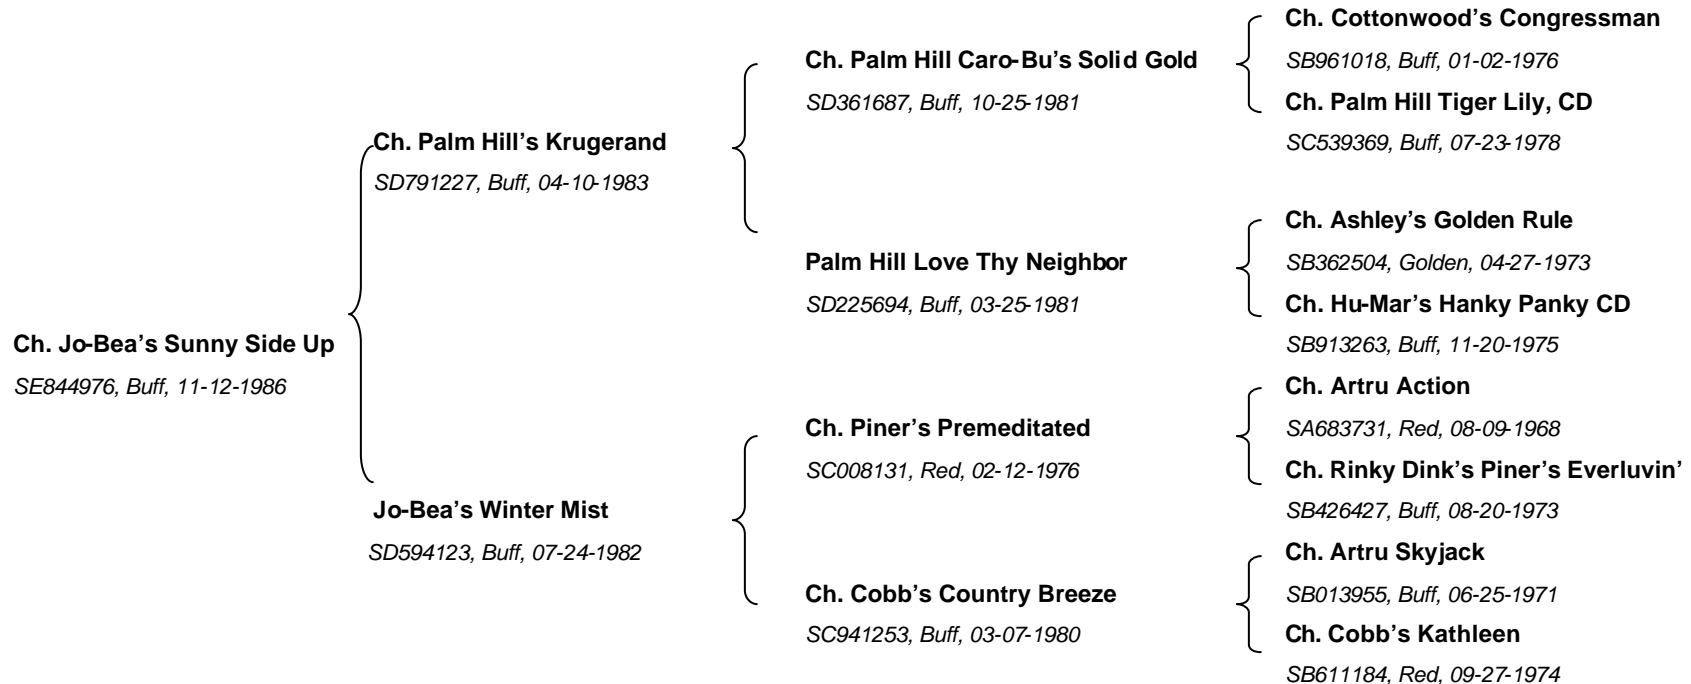 Ch. Jo-Bea’s Sunny Side Up
SE844976, Buff, 11-12-1986
Ch. Palm Hill’s Krugerand
SD791227, Buff, 04-10-1983
Jo-Bea’s Winter Mist
SD594123, Buff, 07-24-1982
Ch. Palm Hill Caro-Bu’s Solid Gold
SD361687, Buff, 10-25-1981
Palm Hill Love Thy Neighbor
SD225694, Buff, 03-25-1981
Ch. Piner’s Premeditated
SC008131, Red, 02-12-1976
Ch. Cobb’s Country Breeze
SC941253, Buff, 03-07-1980
Ch. Cottonwood’s Congressman
SB961018, Buff, 01-02-1976
Ch. Palm Hill Tiger Lily, CD
SC539369, Buff, 07-23-1978
Ch. Ashley’s Golden Rule
SB362504, Golden, 04-27-1973
Ch. Hu-Mar’s Hanky Panky CD
SB913263, Buff, 11-20-1975
Ch. Artru Action
SA683731, Red, 08-09-1968
Ch. Rinky Dink’s Piner’s Everluvin’
SB426427, Buff, 08-20-1973
Ch. Artru Skyjack
SB013955, Buff, 06-25-1971
Ch. Cobb’s Kathleen
SB611184, Red, 09-27-1974